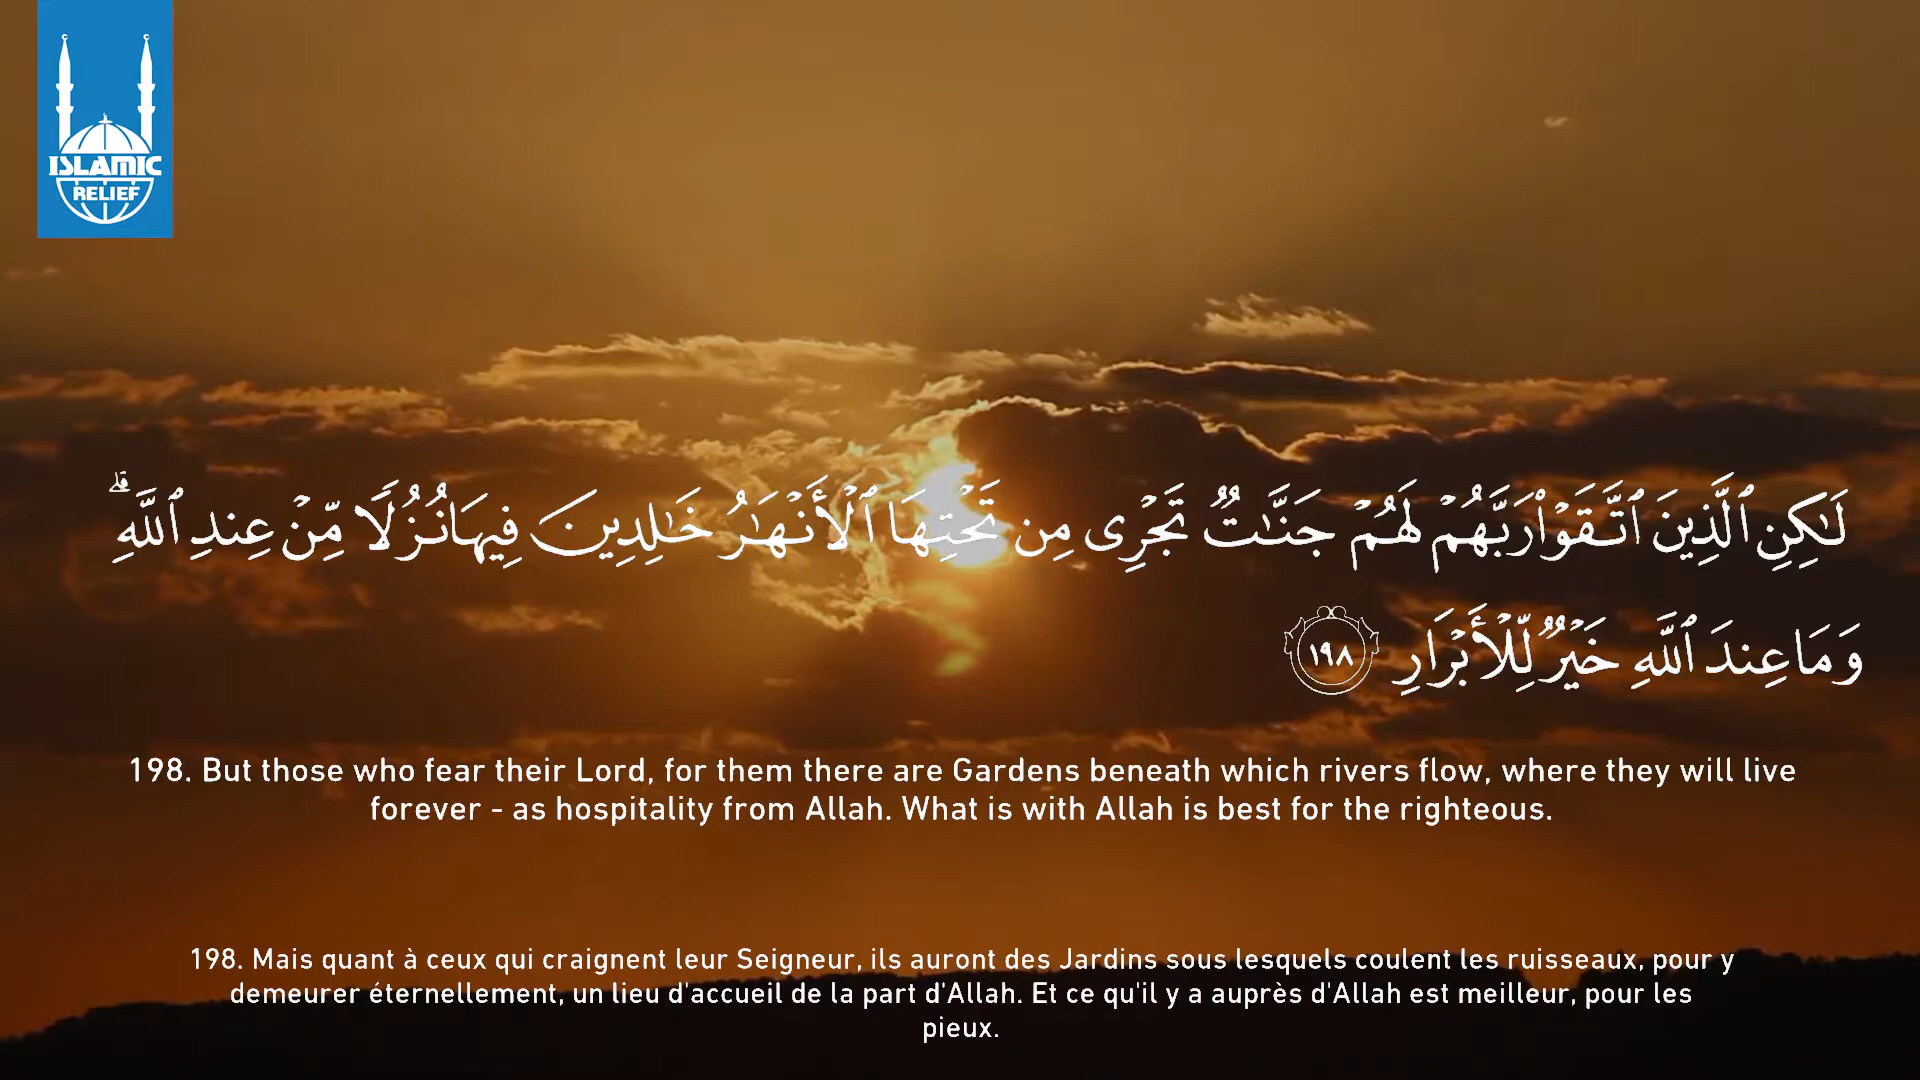 ISLAMIC
RELIEF
لَٰكِنِ ٱلَّذِينَ ٱتَّقَوْا۟ رَبَّهُمْ لَهُمْ جَنَّـٰتٌ تَجْرِى مِن تَحْتِهَا ٱلْأَنْهَـٰرُ خَـٰلِدِينَ فِيهَا نُزُلًا مِّنْ عِندِ ٱللَّهِ ۗ
وَمَا عِندَ ٱللَّهِ خَيْرٌ لِّلْأَبْرَارِ ١٩٨
198. But those who fear their Lord, for them there are Gardens beneath which rivers flow, where they will live
forever - as hospitality from Allah. What is with Allah is best for the righteous.
198. Mais quant à ceux qui craignent leur Seigneur, ils auront des Jardins sous lesquels coulent les ruisseaux, pour y
demeurer éternellement, un lieu d'accueil de la part d'Allah. Et ce qu'il y a auprès d'Allah est meilleur, pour les
pieux.